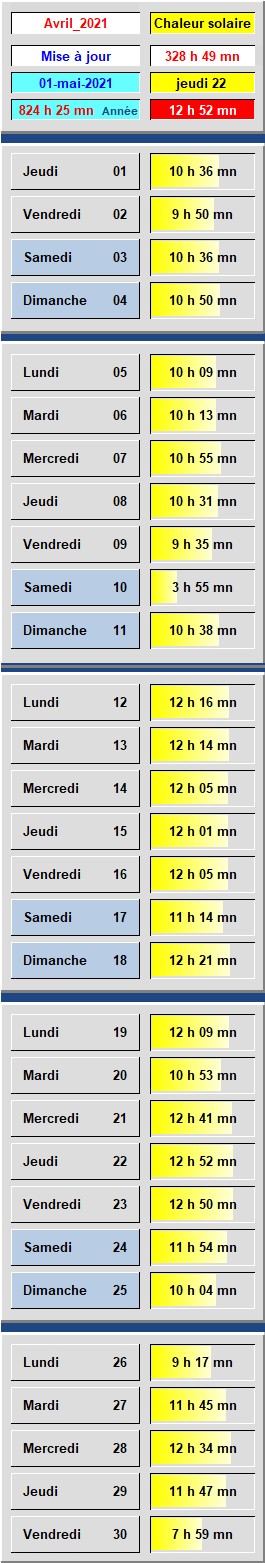 Avril_2021 Chaleur solaire
Mise à jour 328 h 49 mn
01-mai-2021 jeudi 22
824 h 25 mn Année 12 h 52 mn
Jeudi 01 10 h 36 mn
Vendredi 02 9 h 50 mn
Samedi 03 10 h 36 mn
Dimanche 04 10 h 50 mn
Lundi 05 10 h 09 mn
Mardi 06 10 h 13 mn
Mercredi 07 10 h 55 mn
Jeudi 08 10 h 31 mn
Vendredi 09 9 h 35 mn
Samedi 10 3 h 55 mn
Dimanche 11 10 h 38 mn
Lundi 12 12 h 16 mn
Mardi 13 12 h 14 mn
Mercredi 14 12 h 05 mn
Jeudi 15 12 h 01 mn
Vendredi 16 12 h 05 mn
Samedi 17 11 h 14 mn
Dimanche 18 12 h 21 mn
Lundi 19 12 h 09 mn
Mardi 20 10 h 53 mn
Mercredi 21 12 h 41 mn
Jeudi 22 12 h 52 mn
Vendredi 23 12 h 50 mn
Samedi 24 11 h 54 mn
Dimanche 25 10 h 04 mn
Lundi 26 9 h 17 mn
Mardi 27 11 h 45 mn
Mercredi 28 12 h 34 mn
Jeudi 29 11 h 47 mn
Vendredi 30 7 h 59 mn